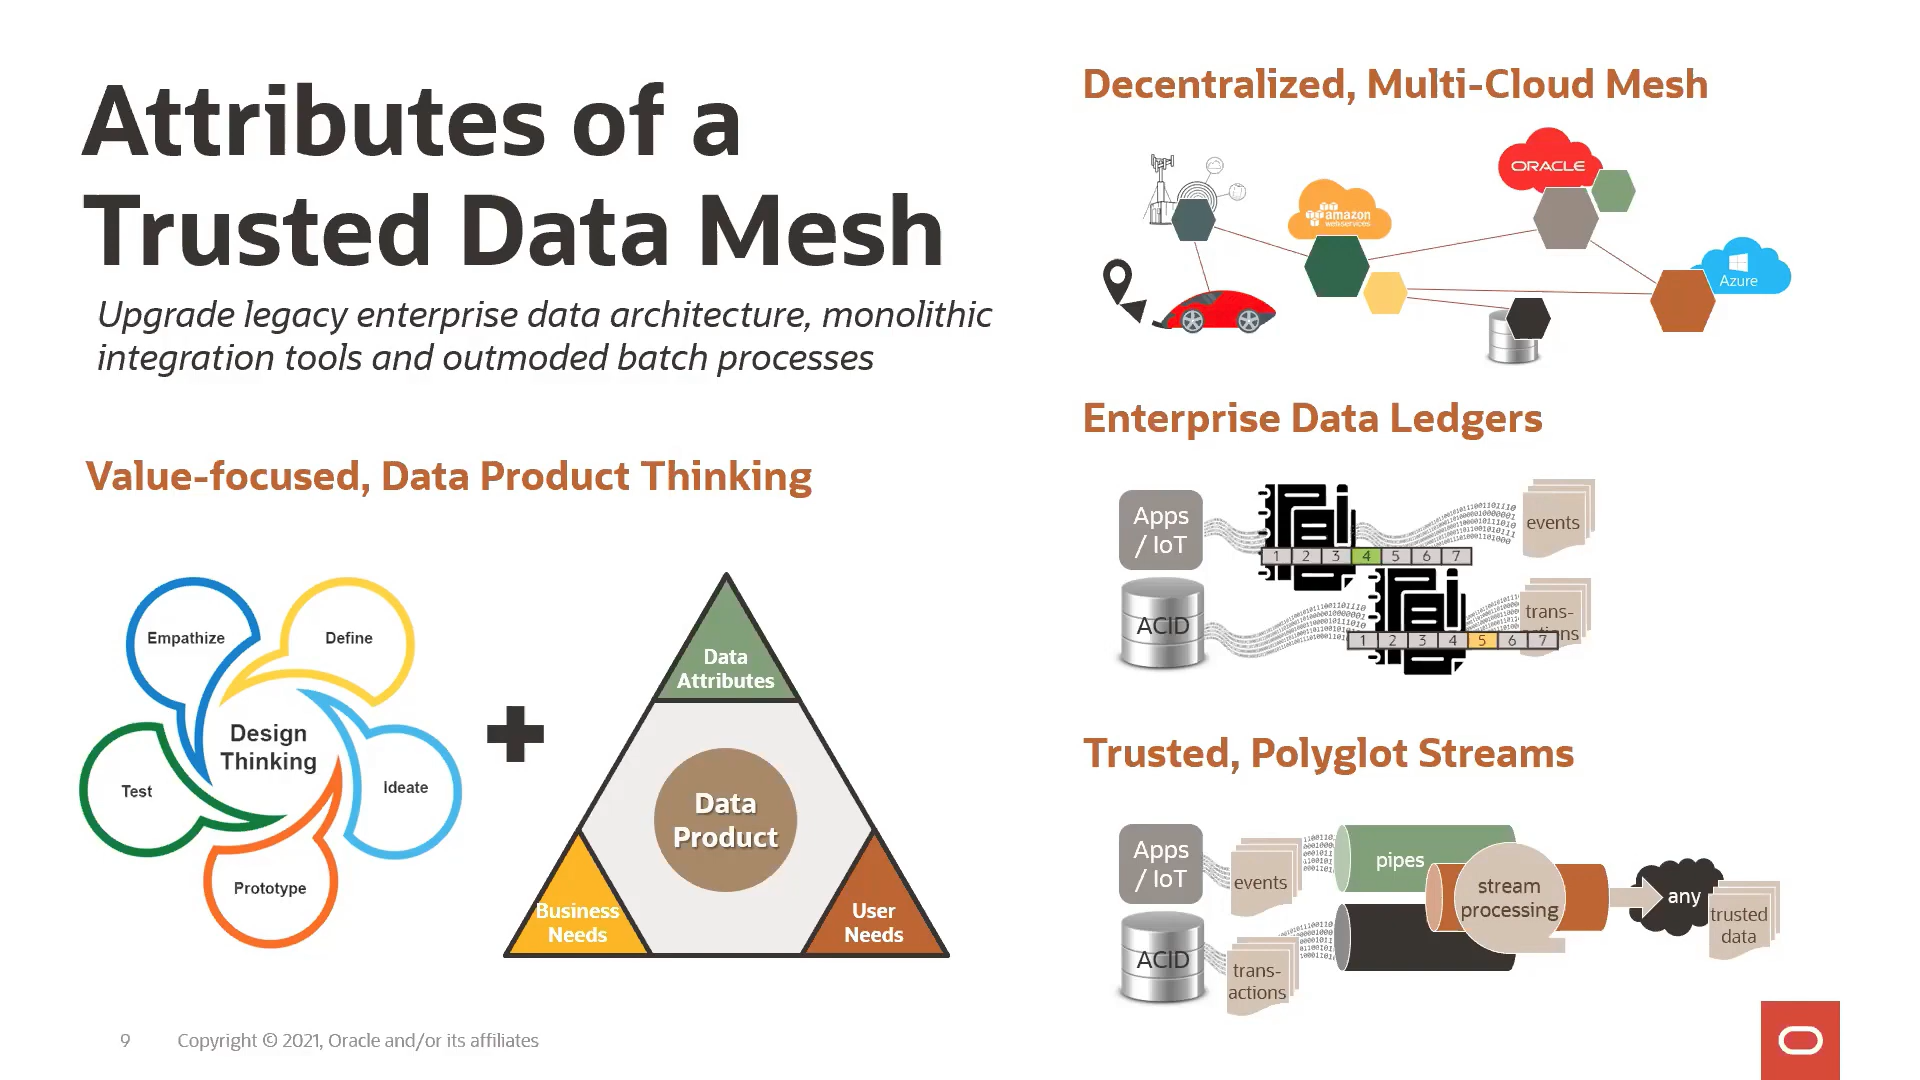 Attributes of a
Trusted Data Mesh
Upgrade legacy enterprise data architecture, monolithic
integration tools and outmoded batch processes
Value-focused, Data Product Thinking
Empathize
Define
Design
Thinking
Test
Ideate
Prototype
Data
Attributes
Data
Product
Business
Needs
User
Needs
Decentralized, Multi-Cloud Mesh
ORACLE
amazon
webservices
Azure
Enterprise Data Ledgers
Apps
/ IoT
events
1 2 3 4 5 6 7
ACID
trans-
actions
1 2 3 4 5 6 7
Trusted, Polyglot Streams
Apps
/ IoT
events
pipes
stream
processing
any
trusted
data
ACID
trans-
actions
9 Copyright © 2021, Oracle and/or its affiliates